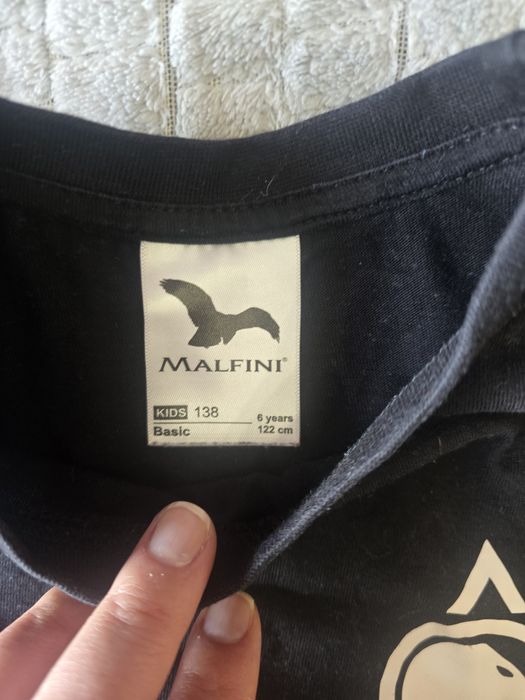 MALFINI®
KIDS 138
6 years
Basic
122 cm